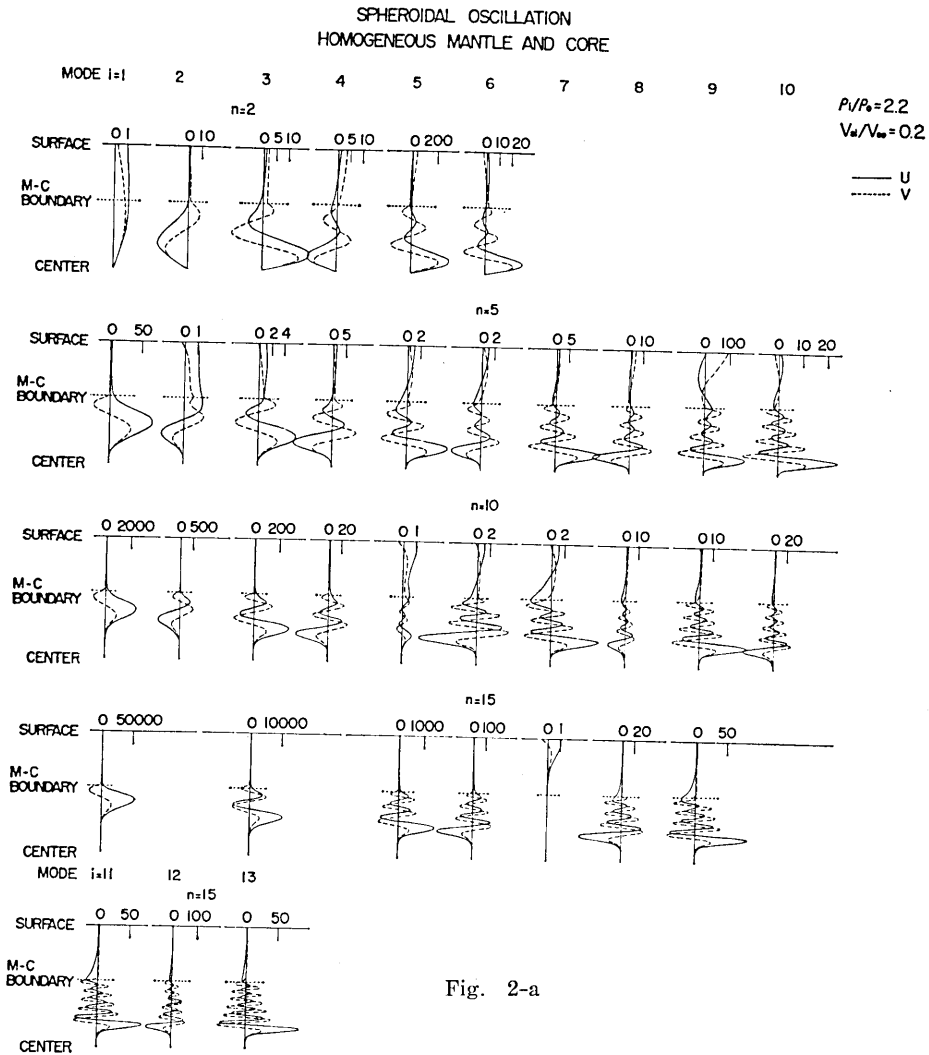 SPHEROIDAL OSCILLATION
HOMOGENEOUS MANTLE AND CORE
MODE i=1 2 3 4 5 6 7 8 9 10
n=2
ρ₁/ρ₀=2.2
SURFACE 0 1 0 10 0 5 10 0 5 10 0 200 0 10 20
M-C
BOUNDARY
—— U
------ V
CENTER
n=5
SURFACE 0 50 0 1 0 2 4 0 5 0 2 0 2 0 5 0 10 0 100 0 10 20
M-C
BOUNDARY
CENTER
n=10
SURFACE 0 2000 0 500 0 200 0 20 0 1 0 2 0 2 0 10 0 10 0 20
M-C
BOUNDARY
CENTER
n=15
SURFACE 0 50000 0 10000 0 1000 0 100 0 1 0 20 0 50
M-C
BOUNDARY
CENTER
MODE i=11 12 13
n=15
SURFACE 0 50 0 100 0 50
M-C
BOUNDARY
CENTER
Fig. 2-a